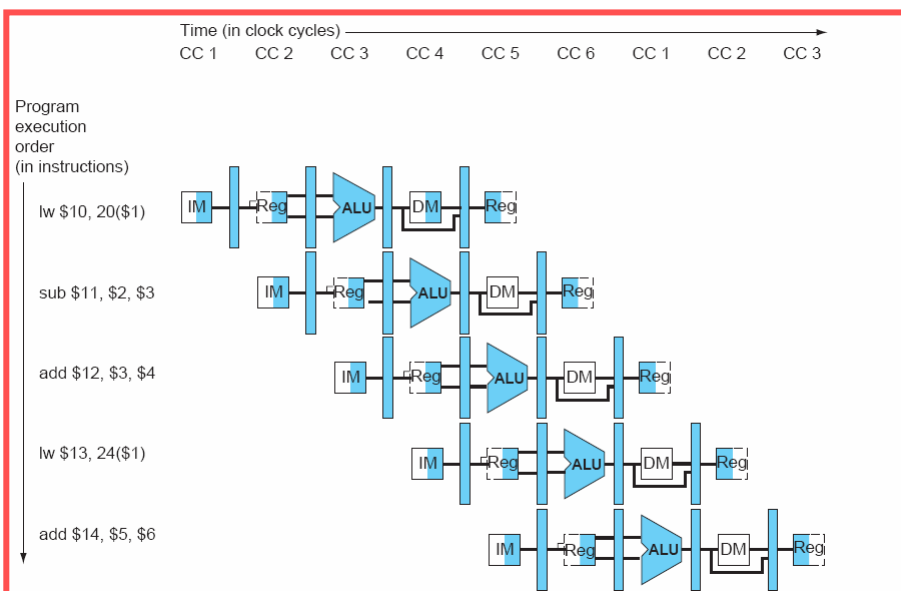 Time (in clock cycles)
CC 1 CC 2 CC 3 CC 4 CC 5 CC 6 CC 1 CC 2 CC 3
Program
execution
order
(in instructions)
lw $10, 20($1)
IM Reg ALU DM Reg
sub $11, $2, $3
IM Reg ALU DM Reg
add $12, $3, $4
IM Reg ALU DM Reg
lw $13, 24($1)
IM Reg ALU DM Reg
add $14, $5, $6
IM Reg ALU DM Reg